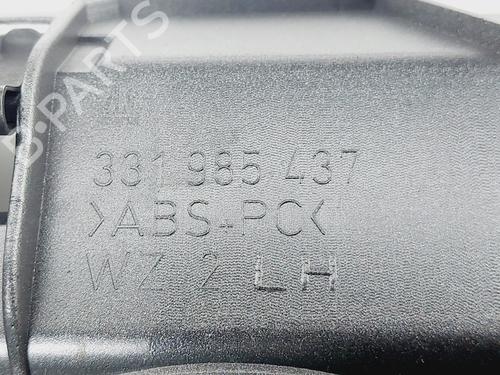 B-PARTS
331 985 437
>ABS+PC<
WZ 2 LH